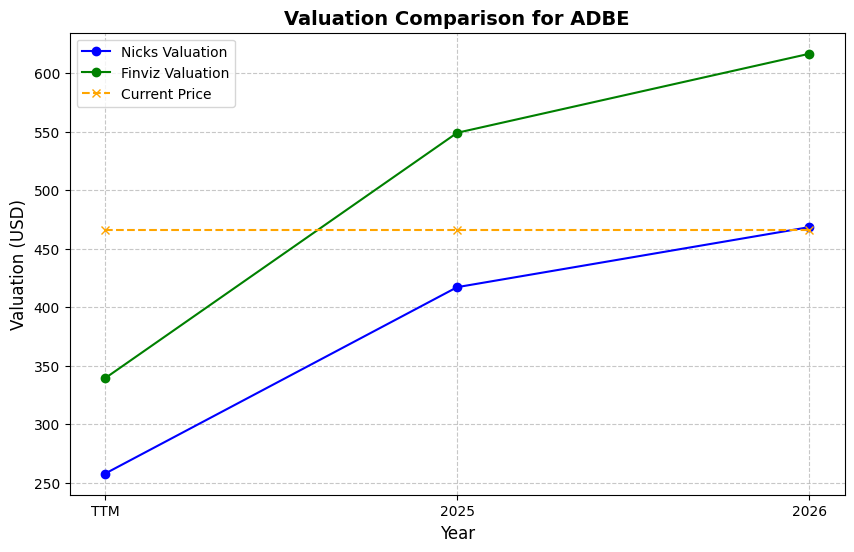 Valuation Comparison for ADBE
Nicks Valuation
Finviz Valuation
Current Price
Valuation (USD)
600
550
500
450
400
350
300
250
TTM
2025
2026
Year